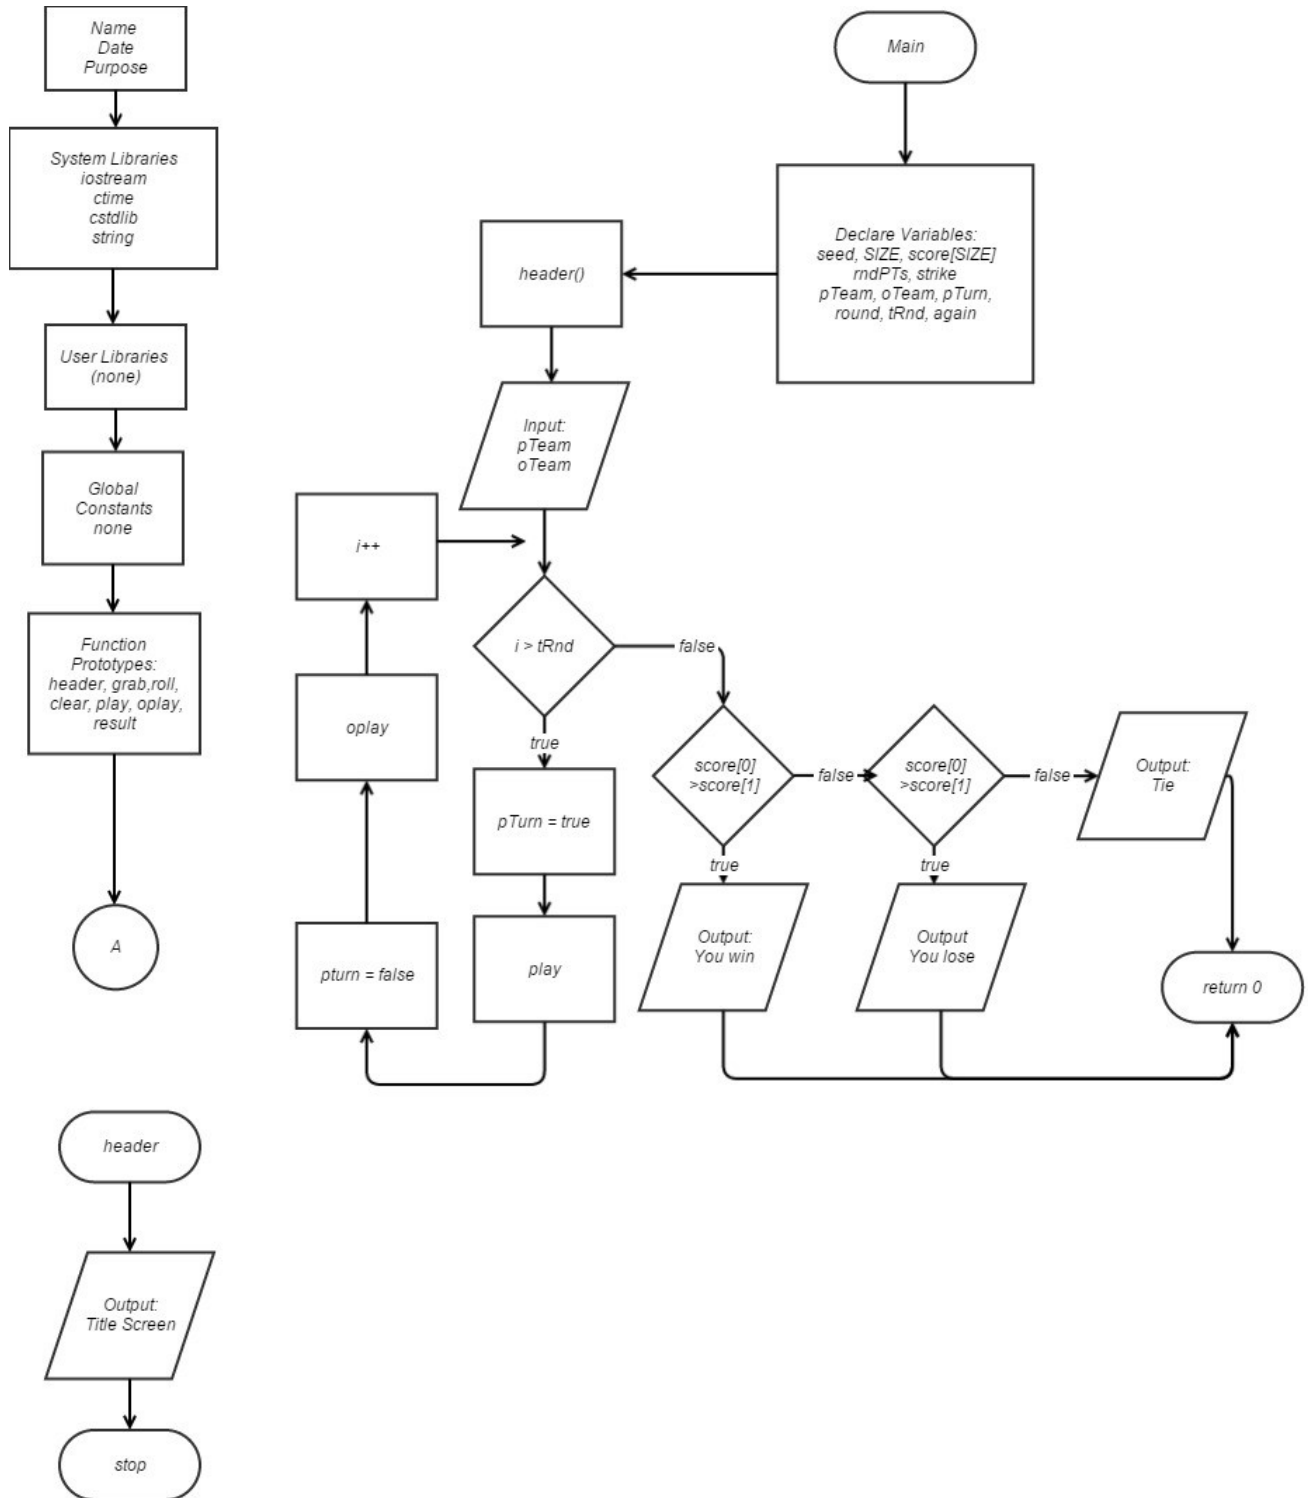 Name
Date
Purpose
System Libraries
iostream
ctime
cstdlib
string
User Libraries
(none)
Global
Constants
none
Function
Prototypes:
header, grab,roll,
clear, play, oplay,
result
A
Main
Declare Variables:
seed, SIZE, score[SIZE]
rndPTs, strike
pTeam, oTeam, pTurn,
round, tRnd, again
header()
Input:
pTeam
oTeam
i > tRnd
true
pTurn = true
play
pturn = false
oplay
i++
false
score[0]
>score[1]
true
Output:
You win
false
score[0]
>score[1]
true
Output
You lose
false
Output:
Tie
return 0
header
Output:
Title Screen
stop